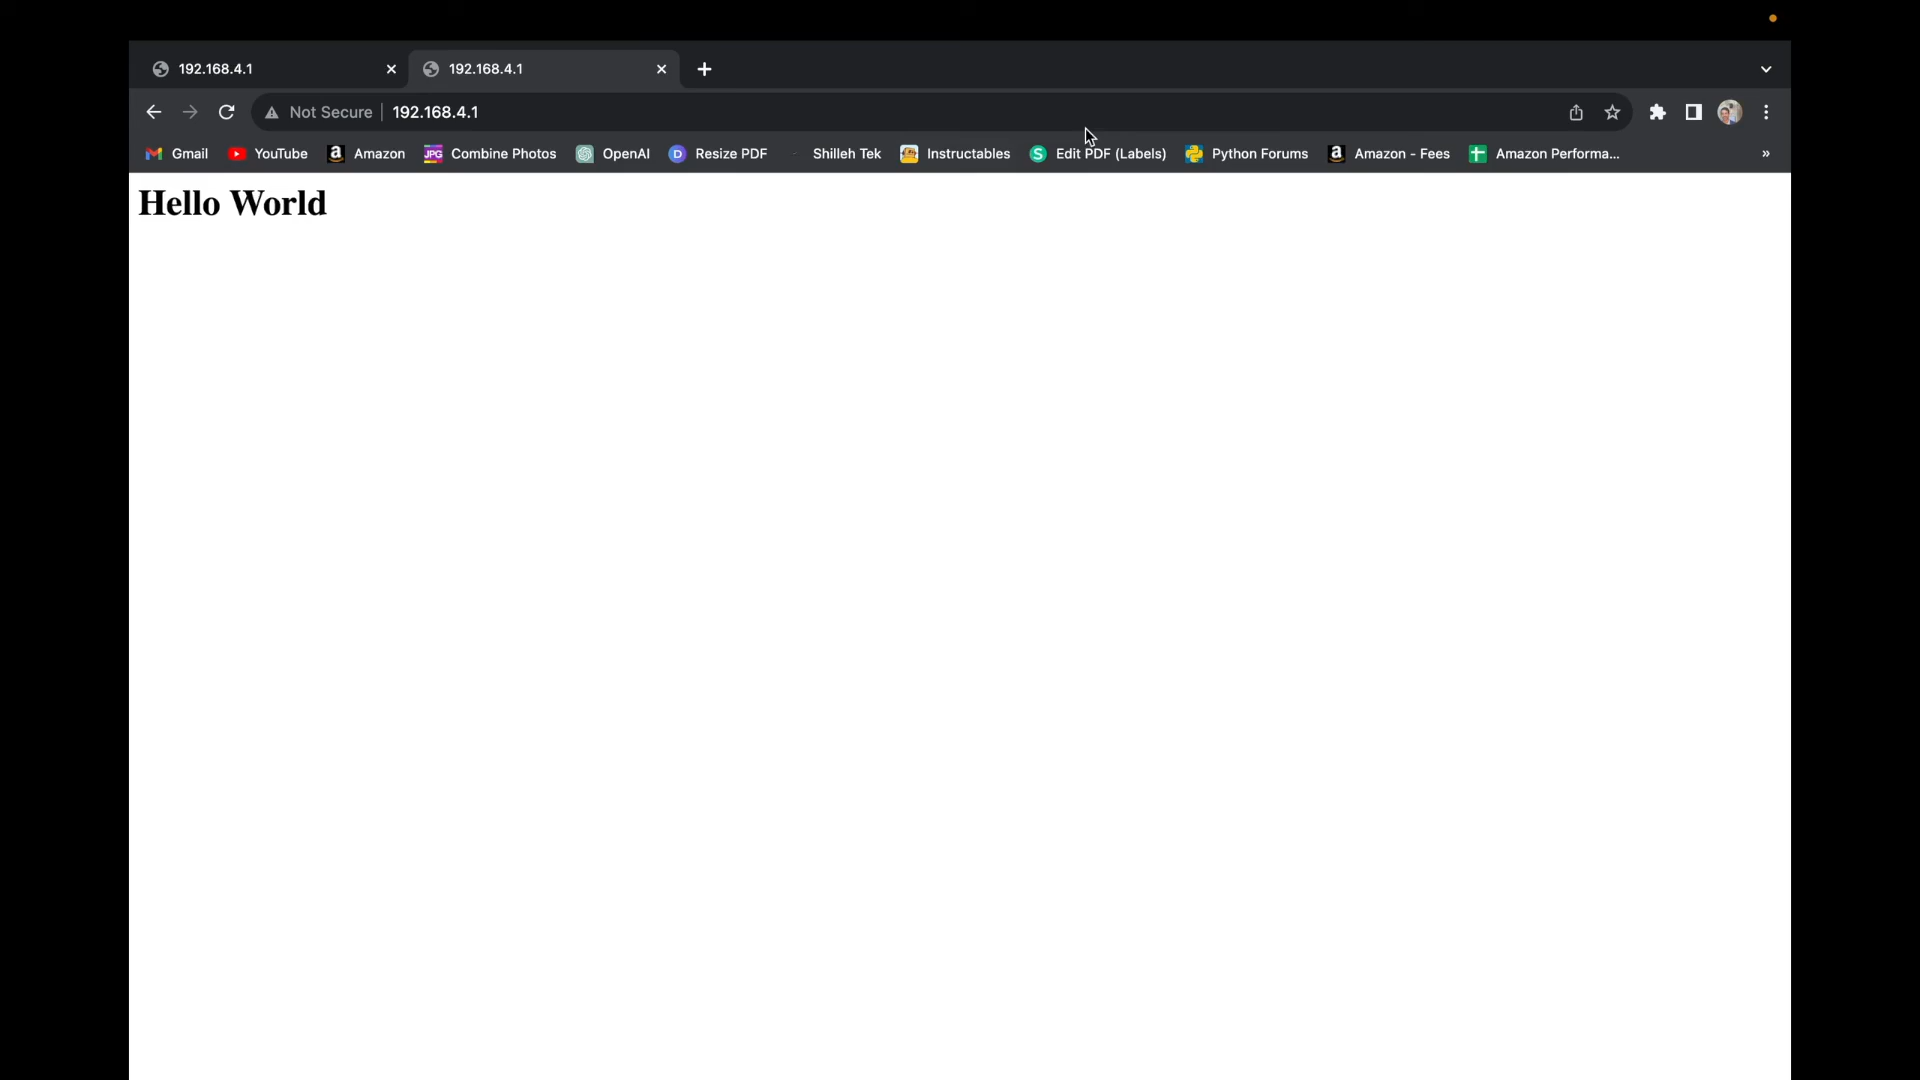 192.168.4.1 192.168.4.1
Not Secure 192.168.4.1
Gmail YouTube a Amazon JPG Combine Photos OpenAI D Resize PDF Shilleh Tek Instructables S Edit PDF (Labels) Python Forums a Amazon - Fees Amazon Performa... »
Hello World